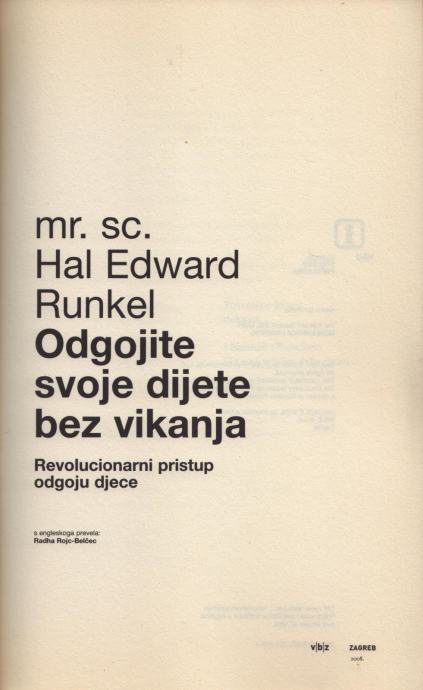 mr. sc.
Hal Edward
Runkel
Odgojite
svoje dijete
bez vikanja
Revolucionarni pristup
odgoju djece
s engleskoga prevela:
Radha Rojc-Belčec
v|b|z ZAGREB
2008.